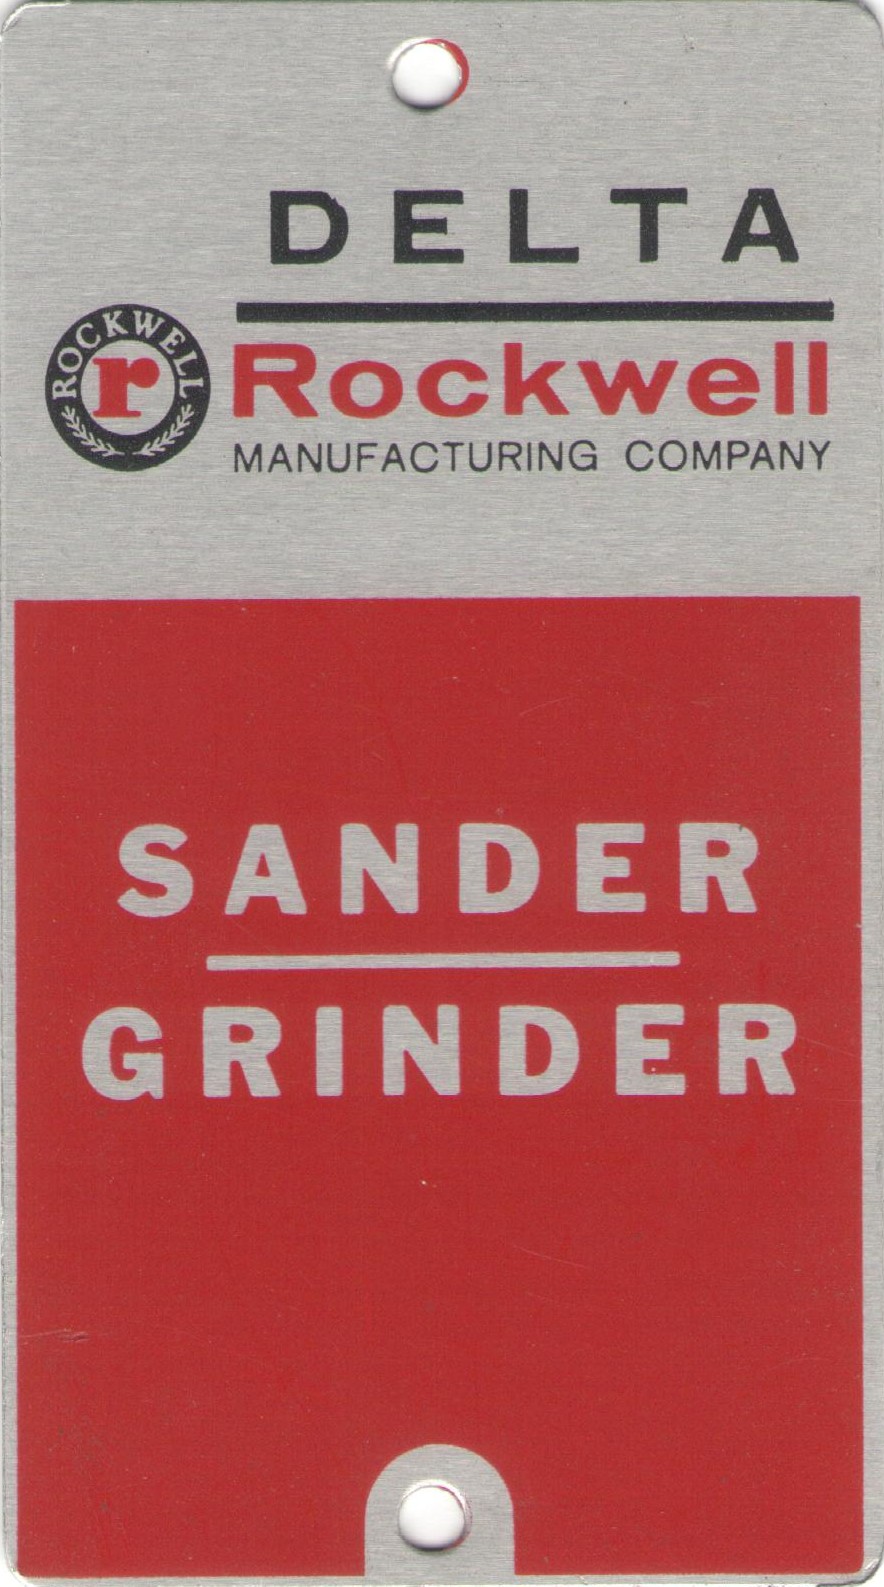 DELTA
ROCKWELL
r
Rockwell
MANUFACTURING COMPANY
SANDER
GRINDER